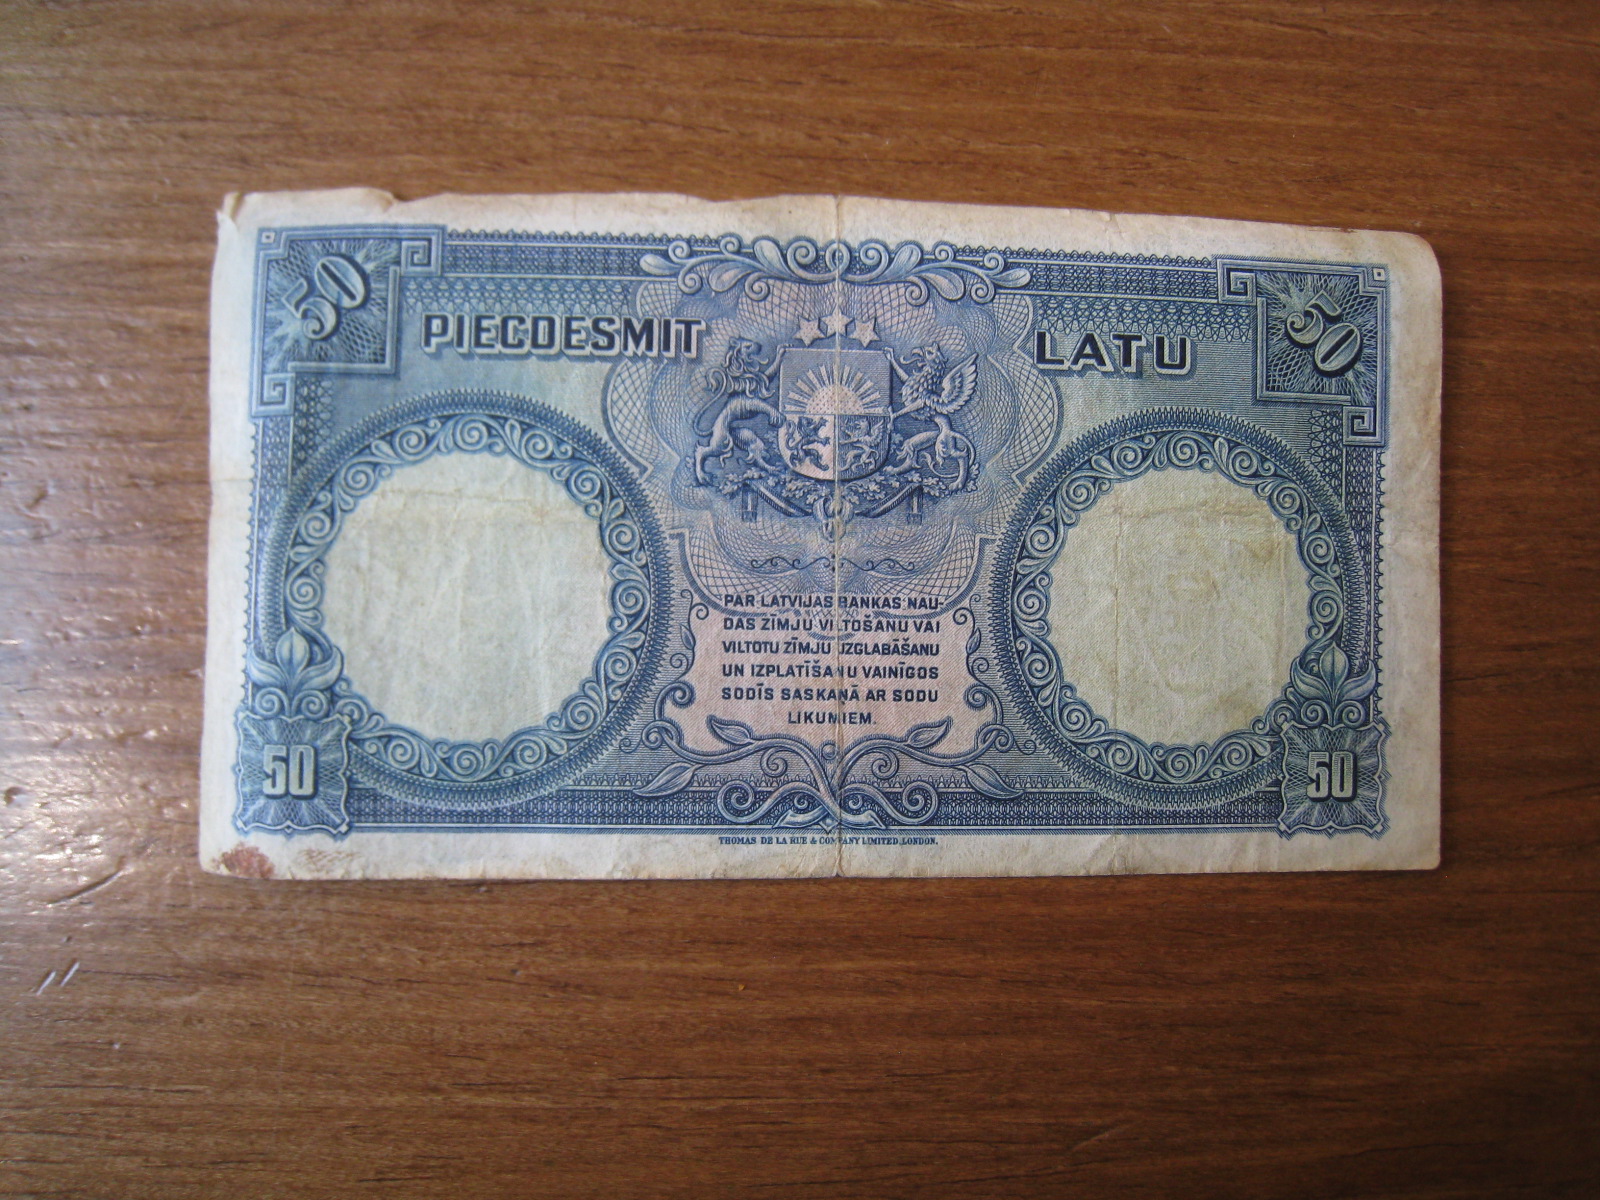 50
50
PIECDESMIT LATU
PAR LATVIJAS BANKAS NAU-
DAS ZĪMJU VILTOŠANU VAI
VILTOTU ZĪMJU UZGLABĀŠANU
UN IZPLATĪŠANU VAINĪGOS
SODĪS SASKAŅĀ AR SODU
LIKUMIEM.
50
50
THOMAS DE LA RUE & COMPANY LIMITED, LONDON.